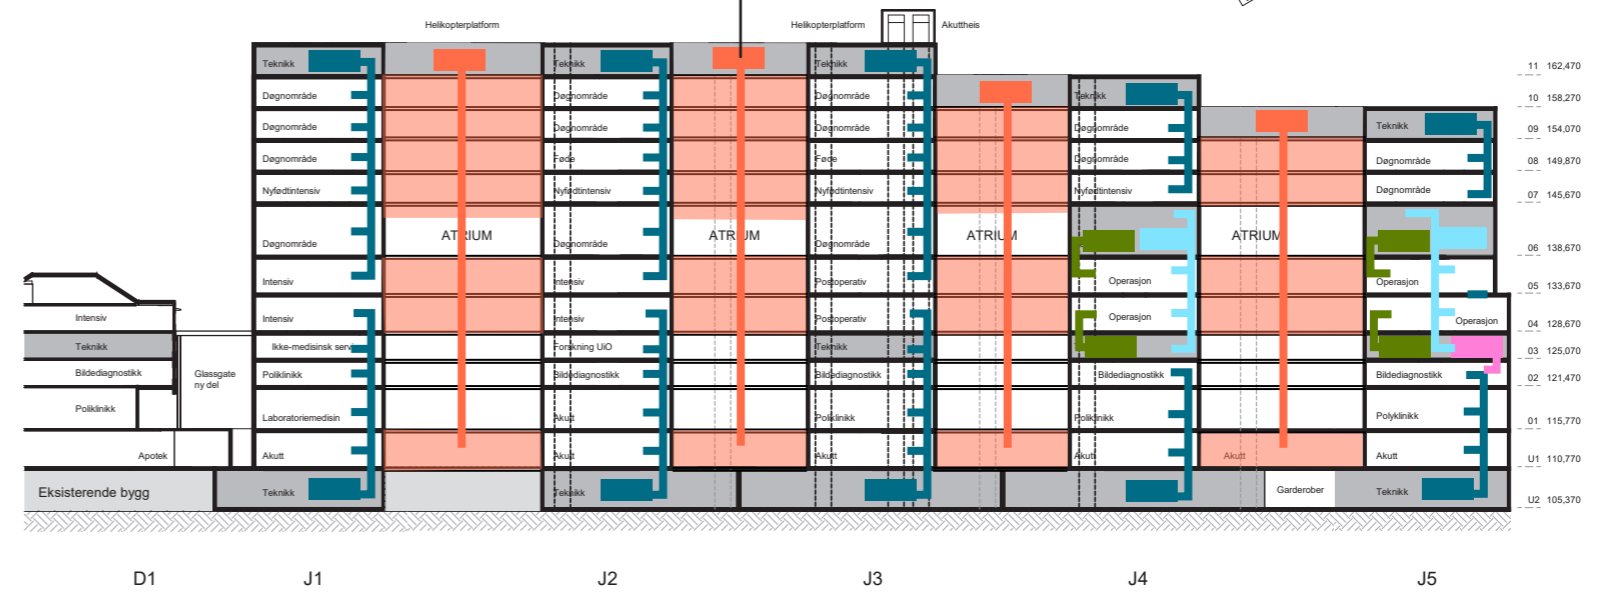 Helikopterplatform
Helikopterplatform
Akuttheis
Teknikk
Teknikk
Teknikk
11 162,470
Døgnområde
Døgnområde
Døgnområde
Teknikk
10 158,270
Døgnområde
Døgnområde
Døgnområde
Døgnområde
Teknikk
09 154,070
Døgnområde
Føde
Føde
Døgnområde
Døgnområde
08 149,870
Nyfødtintensiv
Nyfødtintensiv
Nyfødtintensiv
Nyfødtintensiv
Døgnområde
07 145,670
ATRIUM
ATRIUM
ATRIUM
ATRIUM
Døgnområde
Døgnområde
Døgnområde
06 138,670
Intensiv
Intensiv
Postoperativ
Operasjon
Operasjon
05 133,670
Intensiv
Intensiv
Intensiv
Postoperativ
Operasjon
Operasjon
04 128,670
Teknikk
Ikke-medisinsk serv
Forskning UiO
Teknikk
03 125,070
Bildediagnostikk
Glassgate
ny del
Poliklinikk
Bildediagnostikk
Bildediagnostikk
Bildediagnostikk
Bildediagnostikk
02 121,470
Poliklinikk
Laboratoriemedisin
Akutt
Poliklinikk
Poliklinikk
Polyklinikk
01 115,770
Apotek
Akutt
Akutt
Akutt
Akutt
Akutt
Akutt
U1 110,770
Eksisterende bygg
Teknikk
Teknikk
Garderober
Teknikk
U2 105,370
D1
J1
J2
J3
J4
J5